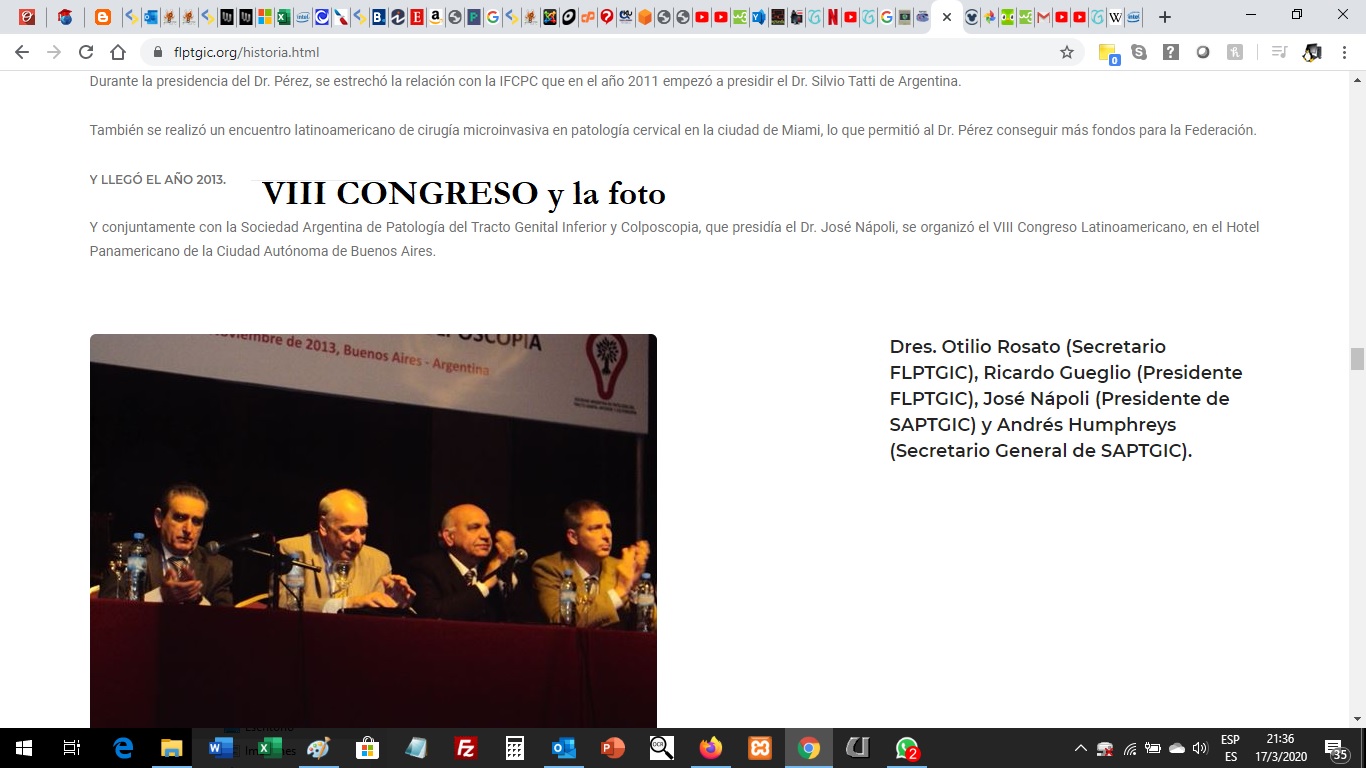 flptgic.org/historia.html
0
Durante la presidencia del Dr. Pérez, se estrechó la relación con la IFCPC que en el año 2011 empezó a presidir el Dr. Silvio Tatti de Argentina.
También se realizó un encuentro latinoamericano de cirugía microinvasiva en patología cervical en la ciudad de Miami, lo que permitió al Dr. Pérez conseguir más fondos para la Federación.
Y LLEGÓ EL AÑO 2013.
VIII CONGRESO y la foto
Y conjuntamente con la Sociedad Argentina de Patología del Tracto Genital Inferior y Colposcopia, que presidía el Dr. José Nápoli, se organizó el VIII Congreso Latinoamericano, en el Hotel
Panamericano de la Ciudad Autónoma de Buenos Aires.
viembre de 2013, Buenos Aires - Argentina
Dres. Otilio Rosato (Secretario
FLPTGIC), Ricardo Gueglio (Presidente
FLPTGIC), José Nápoli (Presidente de
SAPTGIC) y Andrés Humphreys
(Secretario General de SAPTGIC).
Escritorio
ESP
ES
21:36
17/3/2020
35
2